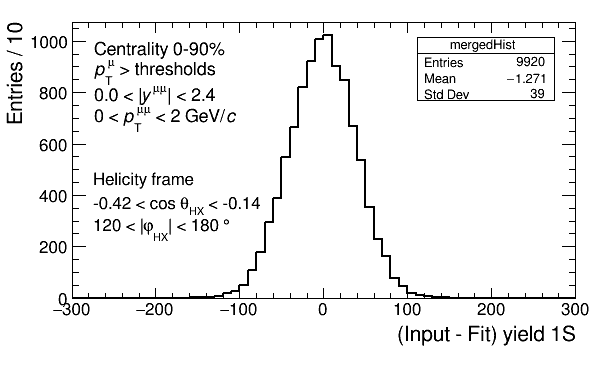 Entries / 10
1000
800
600
400
200
0
Centrality 0-90%
p_T^μ > thresholds
0.0 < |y^μμ| < 2.4
0 < p_T^μμ < 2 GeV/c
Helicity frame
-0.42 < cos θ_HX < -0.14
120 < |φ_HX| < 180 °
mergedHist
Entries 9920
Mean −1.271
Std Dev 39
−300 −200 −100 0 100 200 300
(Input - Fit) yield 1S